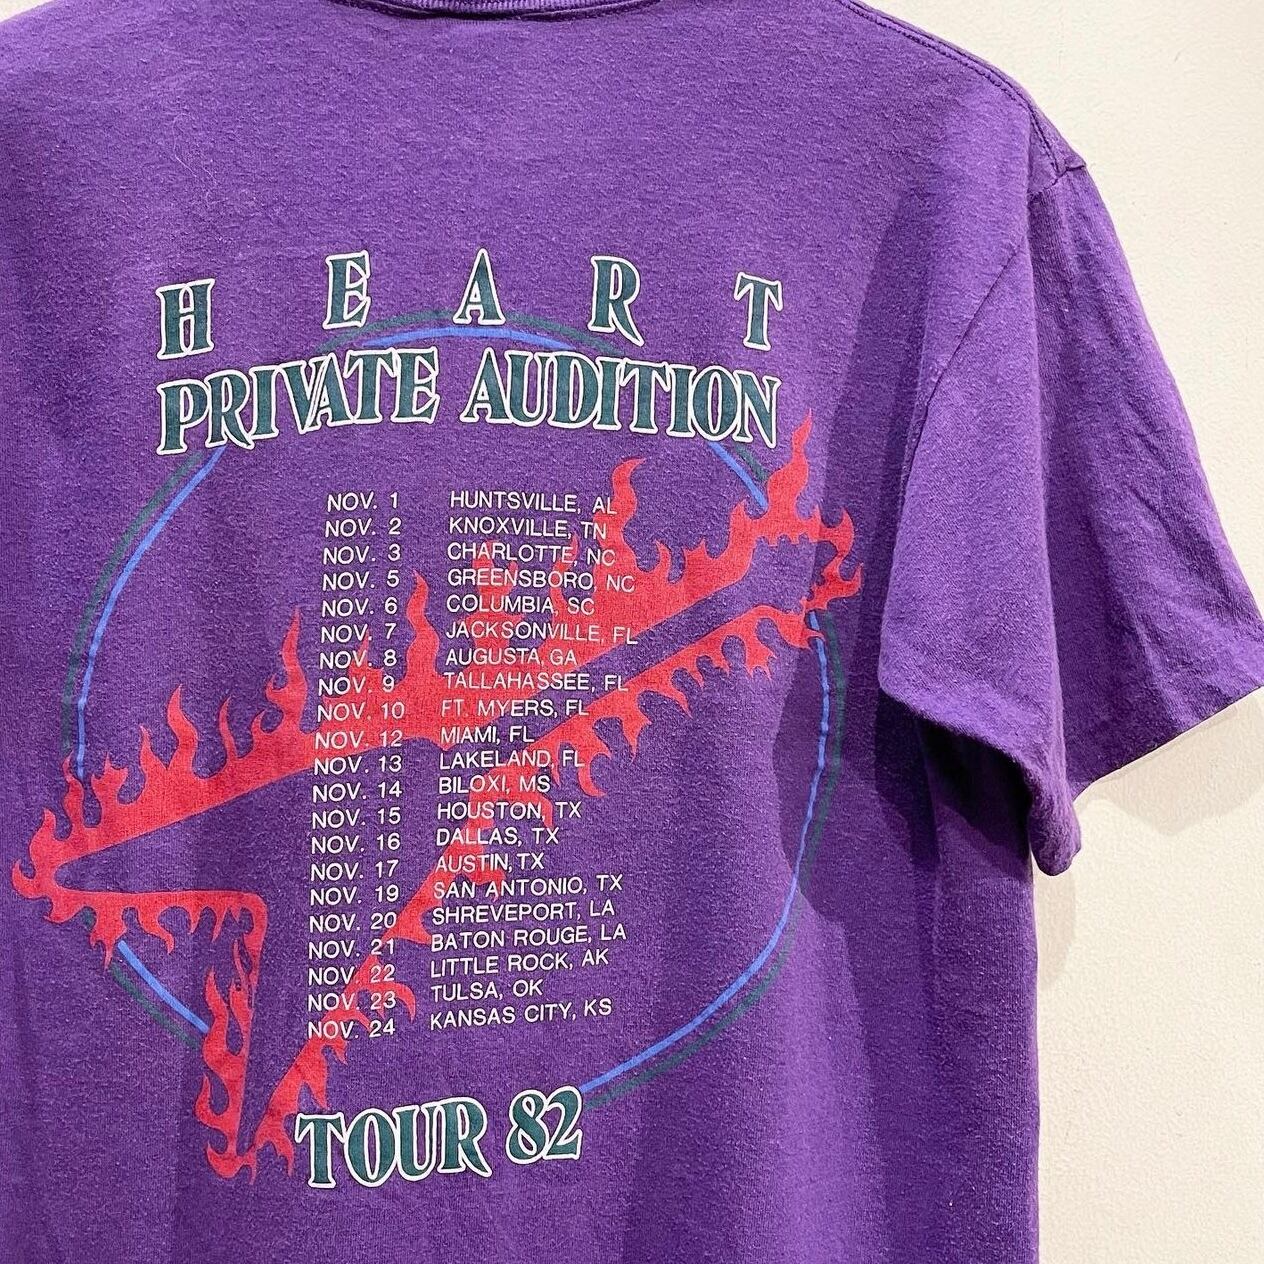 HEART
PRIVATE AUDITION
NOV. 1 HUNTSVILLE, AL
NOV. 2 KNOXVILLE, TN
NOV. 3 CHARLOTTE, NC
NOV. 5 GREENSBORO, NC
NOV. 6 COLUMBIA, SC
NOV. 7 JACKSONVILLE, FL
NOV. 8 AUGUSTA, GA
NOV. 9 TALLAHASSEE, FL
NOV. 10 FT. MYERS, FL
NOV. 12 MIAMI, FL
NOV. 13 LAKELAND, FL
NOV. 14 BILOXI, MS
NOV. 15 HOUSTON, TX
NOV. 16 DALLAS, TX
NOV. 17 AUSTIN, TX
NOV. 19 SAN ANTONIO, TX
NOV. 20 SHREVEPORT, LA
NOV. 21 BATON ROUGE, LA
NOV. 22 LITTLE ROCK, AK
NOV. 23 TULSA, OK
NOV. 24 KANSAS CITY, KS
TOUR 82